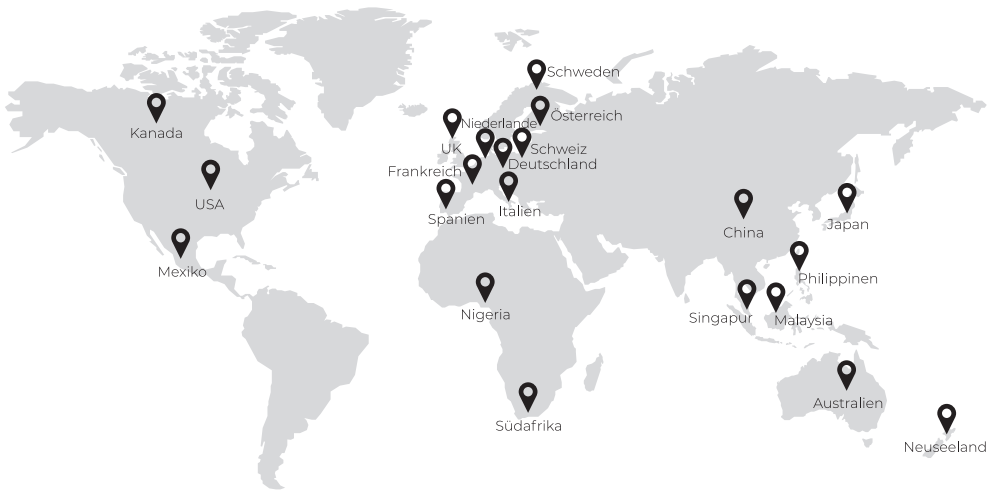 Schweden
Kanada
Österreich
Niederlande
UK
Schweiz
Deutschland
Frankreich
USA
Italien
Spanien
Japan
China
Mexiko
Philippinen
Nigeria
Singapur
Malaysia
Australien
Südafrika
Neuseeland